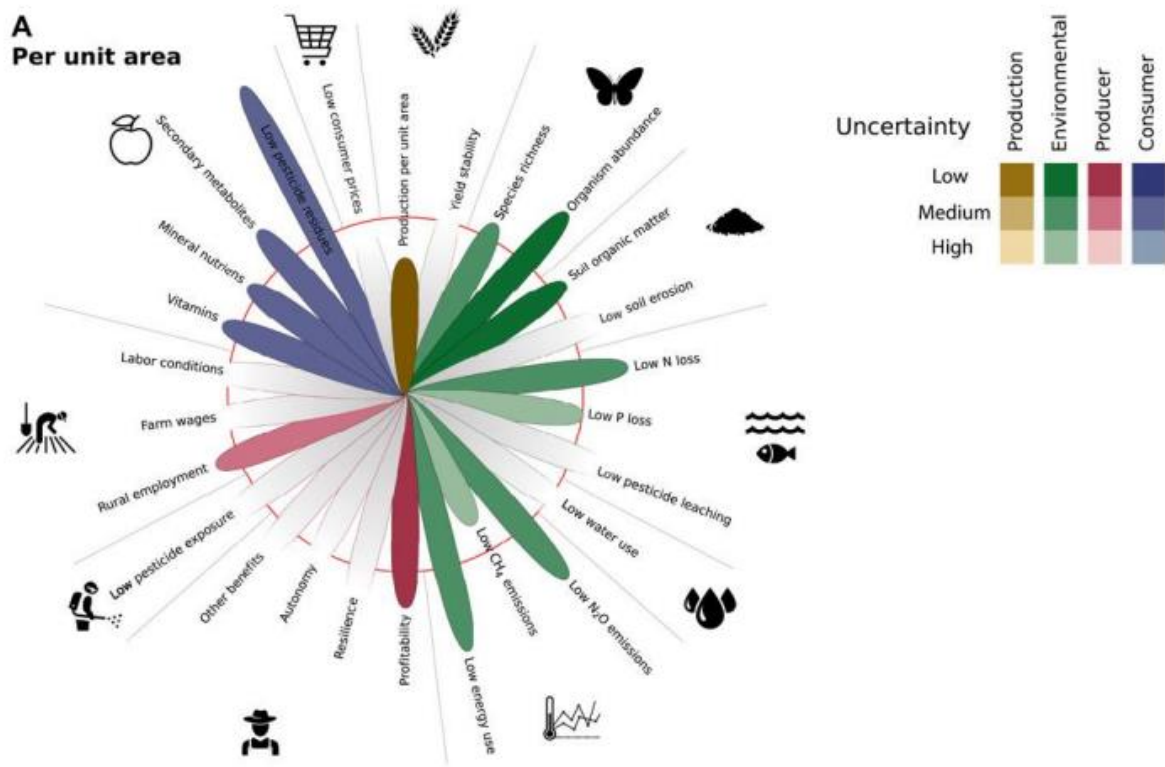 A
Per unit area
Low consumer prices
Production per unit area
Yield stability
Species richness
Organism abundance
Soil organic matter
Low soil erosion
Low N loss
Low P loss
Low pesticide leaching
Low water use
Low N₂O emissions
Low CH₄ emissions
Low energy use
Profitability
Resilience
Autonomy
Other benefits
Low pesticide exposure
Rural employment
Farm wages
Labor conditions
Vitamins
Mineral nutriens
Secondary metabolites
Low pesticide residues
Uncertainty
Production
Environmental
Producer
Consumer
Low
Medium
High